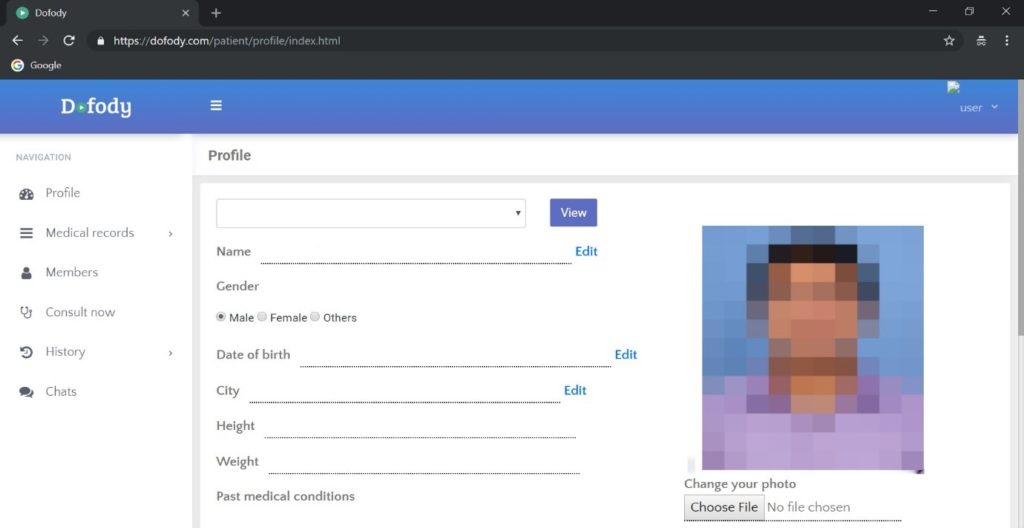 Dofody
https://dofody.com/patient/profile/index.html
Google
Dofody
user
NAVIGATION
Profile
Medical records
Members
Consult now
History
Chats
Profile
View
Name Edit
Gender
Male Female Others
Date of birth Edit
City Edit
Height
Weight
Past medical conditions
Change your photo
Choose File No file chosen